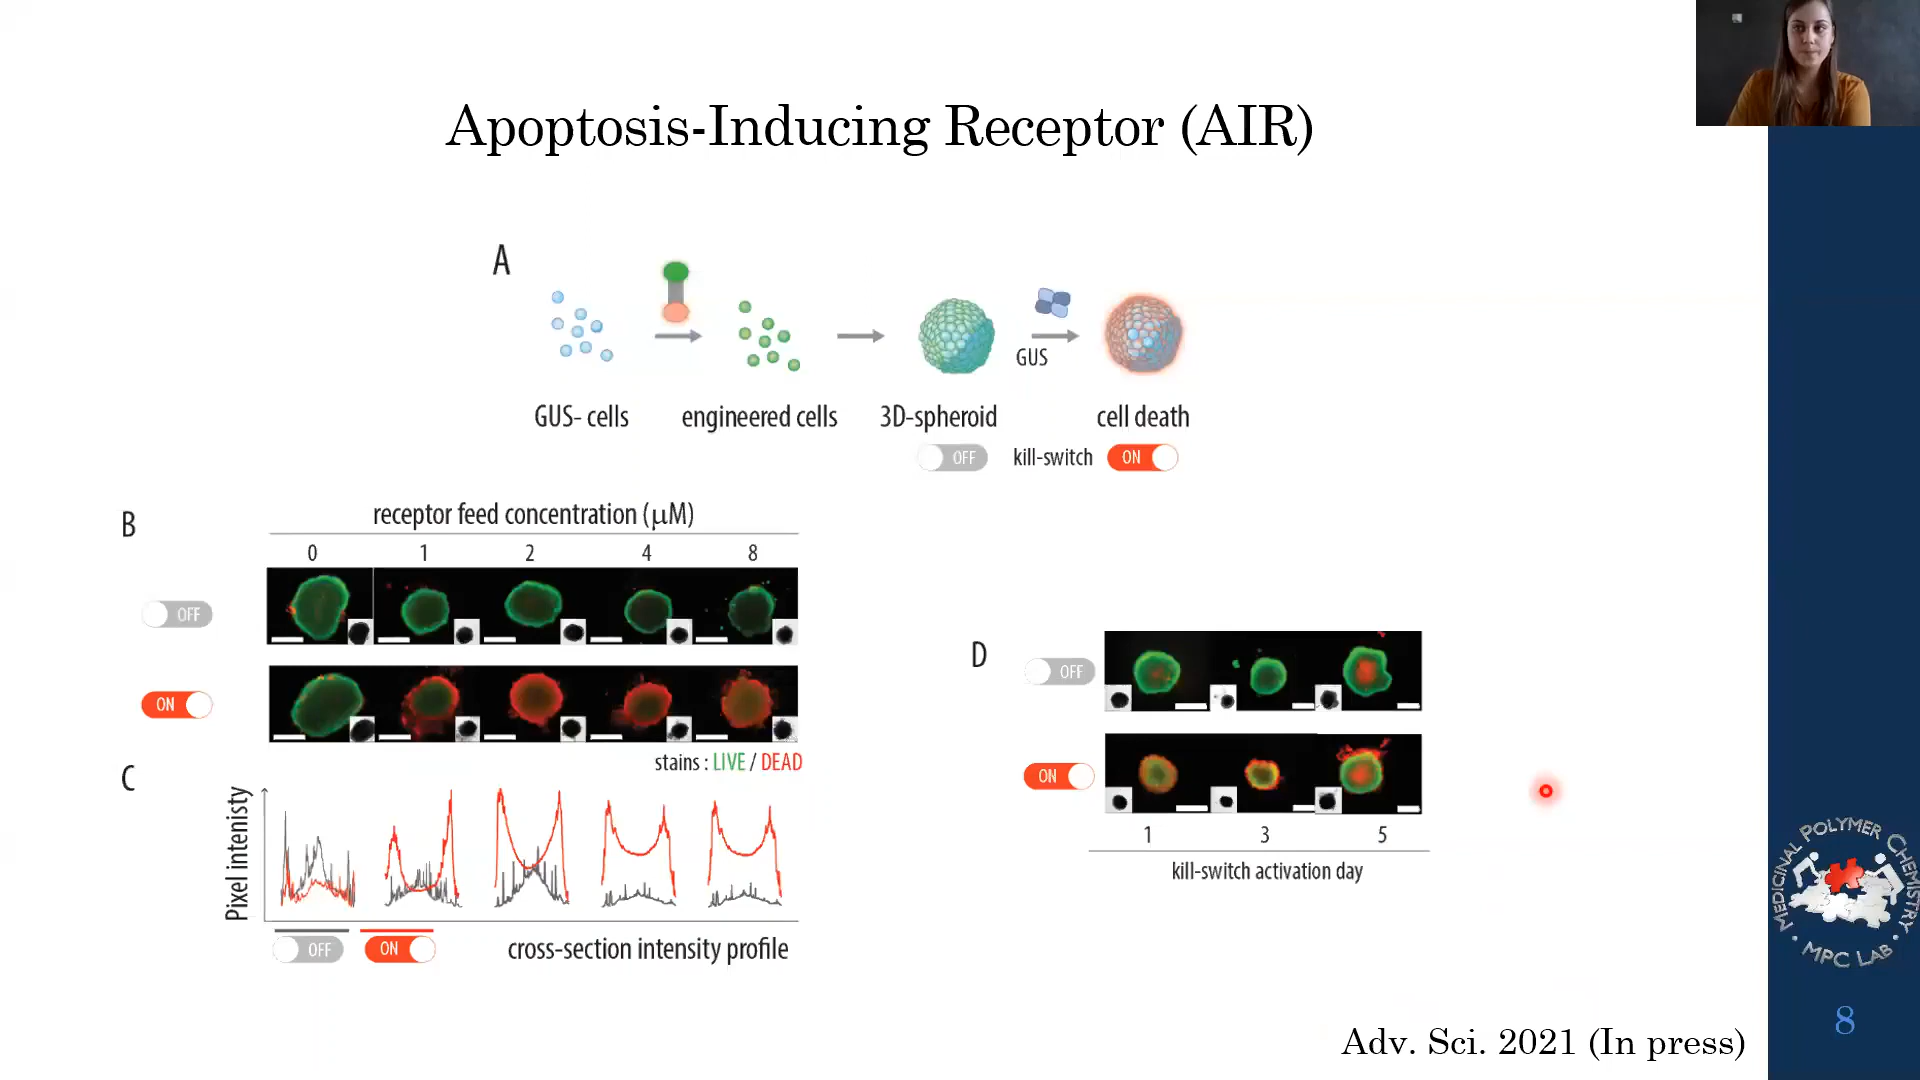 Apoptosis-Inducing Receptor (AIR)
A
GUS
GUS- cells
engineered cells
3D-spheroid
cell death
OFF
kill-switch
ON
B
receptor feed concentration (μM)
0 1 2 4 8
OFF
ON
stains : LIVE / DEAD
C
Pixel intenisty
OFF
ON
cross-section intensity profile
D
OFF
ON
1 3 5
kill-switch activation day
MEDICINAL POLYMER CHEMISTRY
• MPC LAB •
8
Adv. Sci. 2021 (In press)